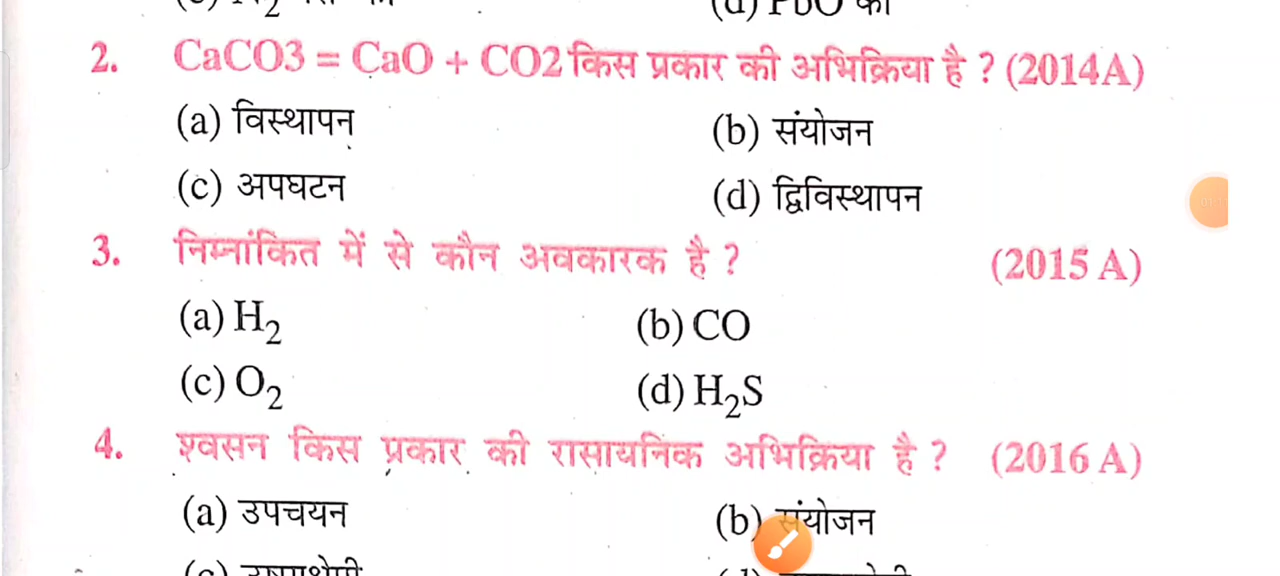 (d) PbO का
2. CaCO3 = CaO + CO2 किस प्रकार की अभिक्रिया है ? (2014A)
(a) विस्थापन (b) संयोजन
(c) अपघटन (d) द्विविस्थापन
3. निम्नांकित में से कौन अवकारक है ? (2015 A)
(a) H₂ (b) CO
(c) O₂ (d) H₂S
4. श्वसन किस प्रकार की रासायनिक अभिक्रिया है ? (2016 A)
(a) उपचयन (b) संयोजन